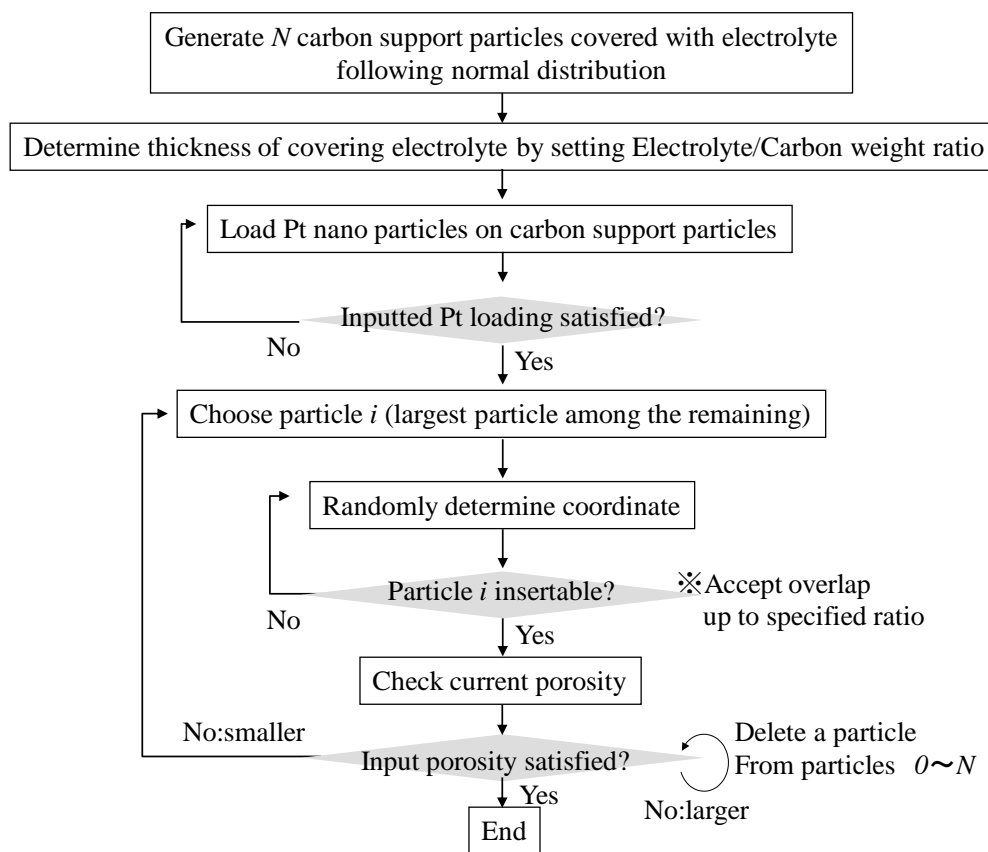 Generate N carbon support particles covered with electrolyte
following normal distribution
Determine thickness of covering electrolyte by setting Electrolyte/Carbon weight ratio
Load Pt nano particles on carbon support particles
Inputted Pt loading satisfied?
No
Yes
Choose particle i (largest particle among the remaining)
Randomly determine coordinate
Particle i insertable?
※Accept overlap
up to specified ratio
No
Yes
Check current porosity
No:smaller
Input porosity satisfied?
Delete a particle
From particles 0〜N
No:larger
Yes
End